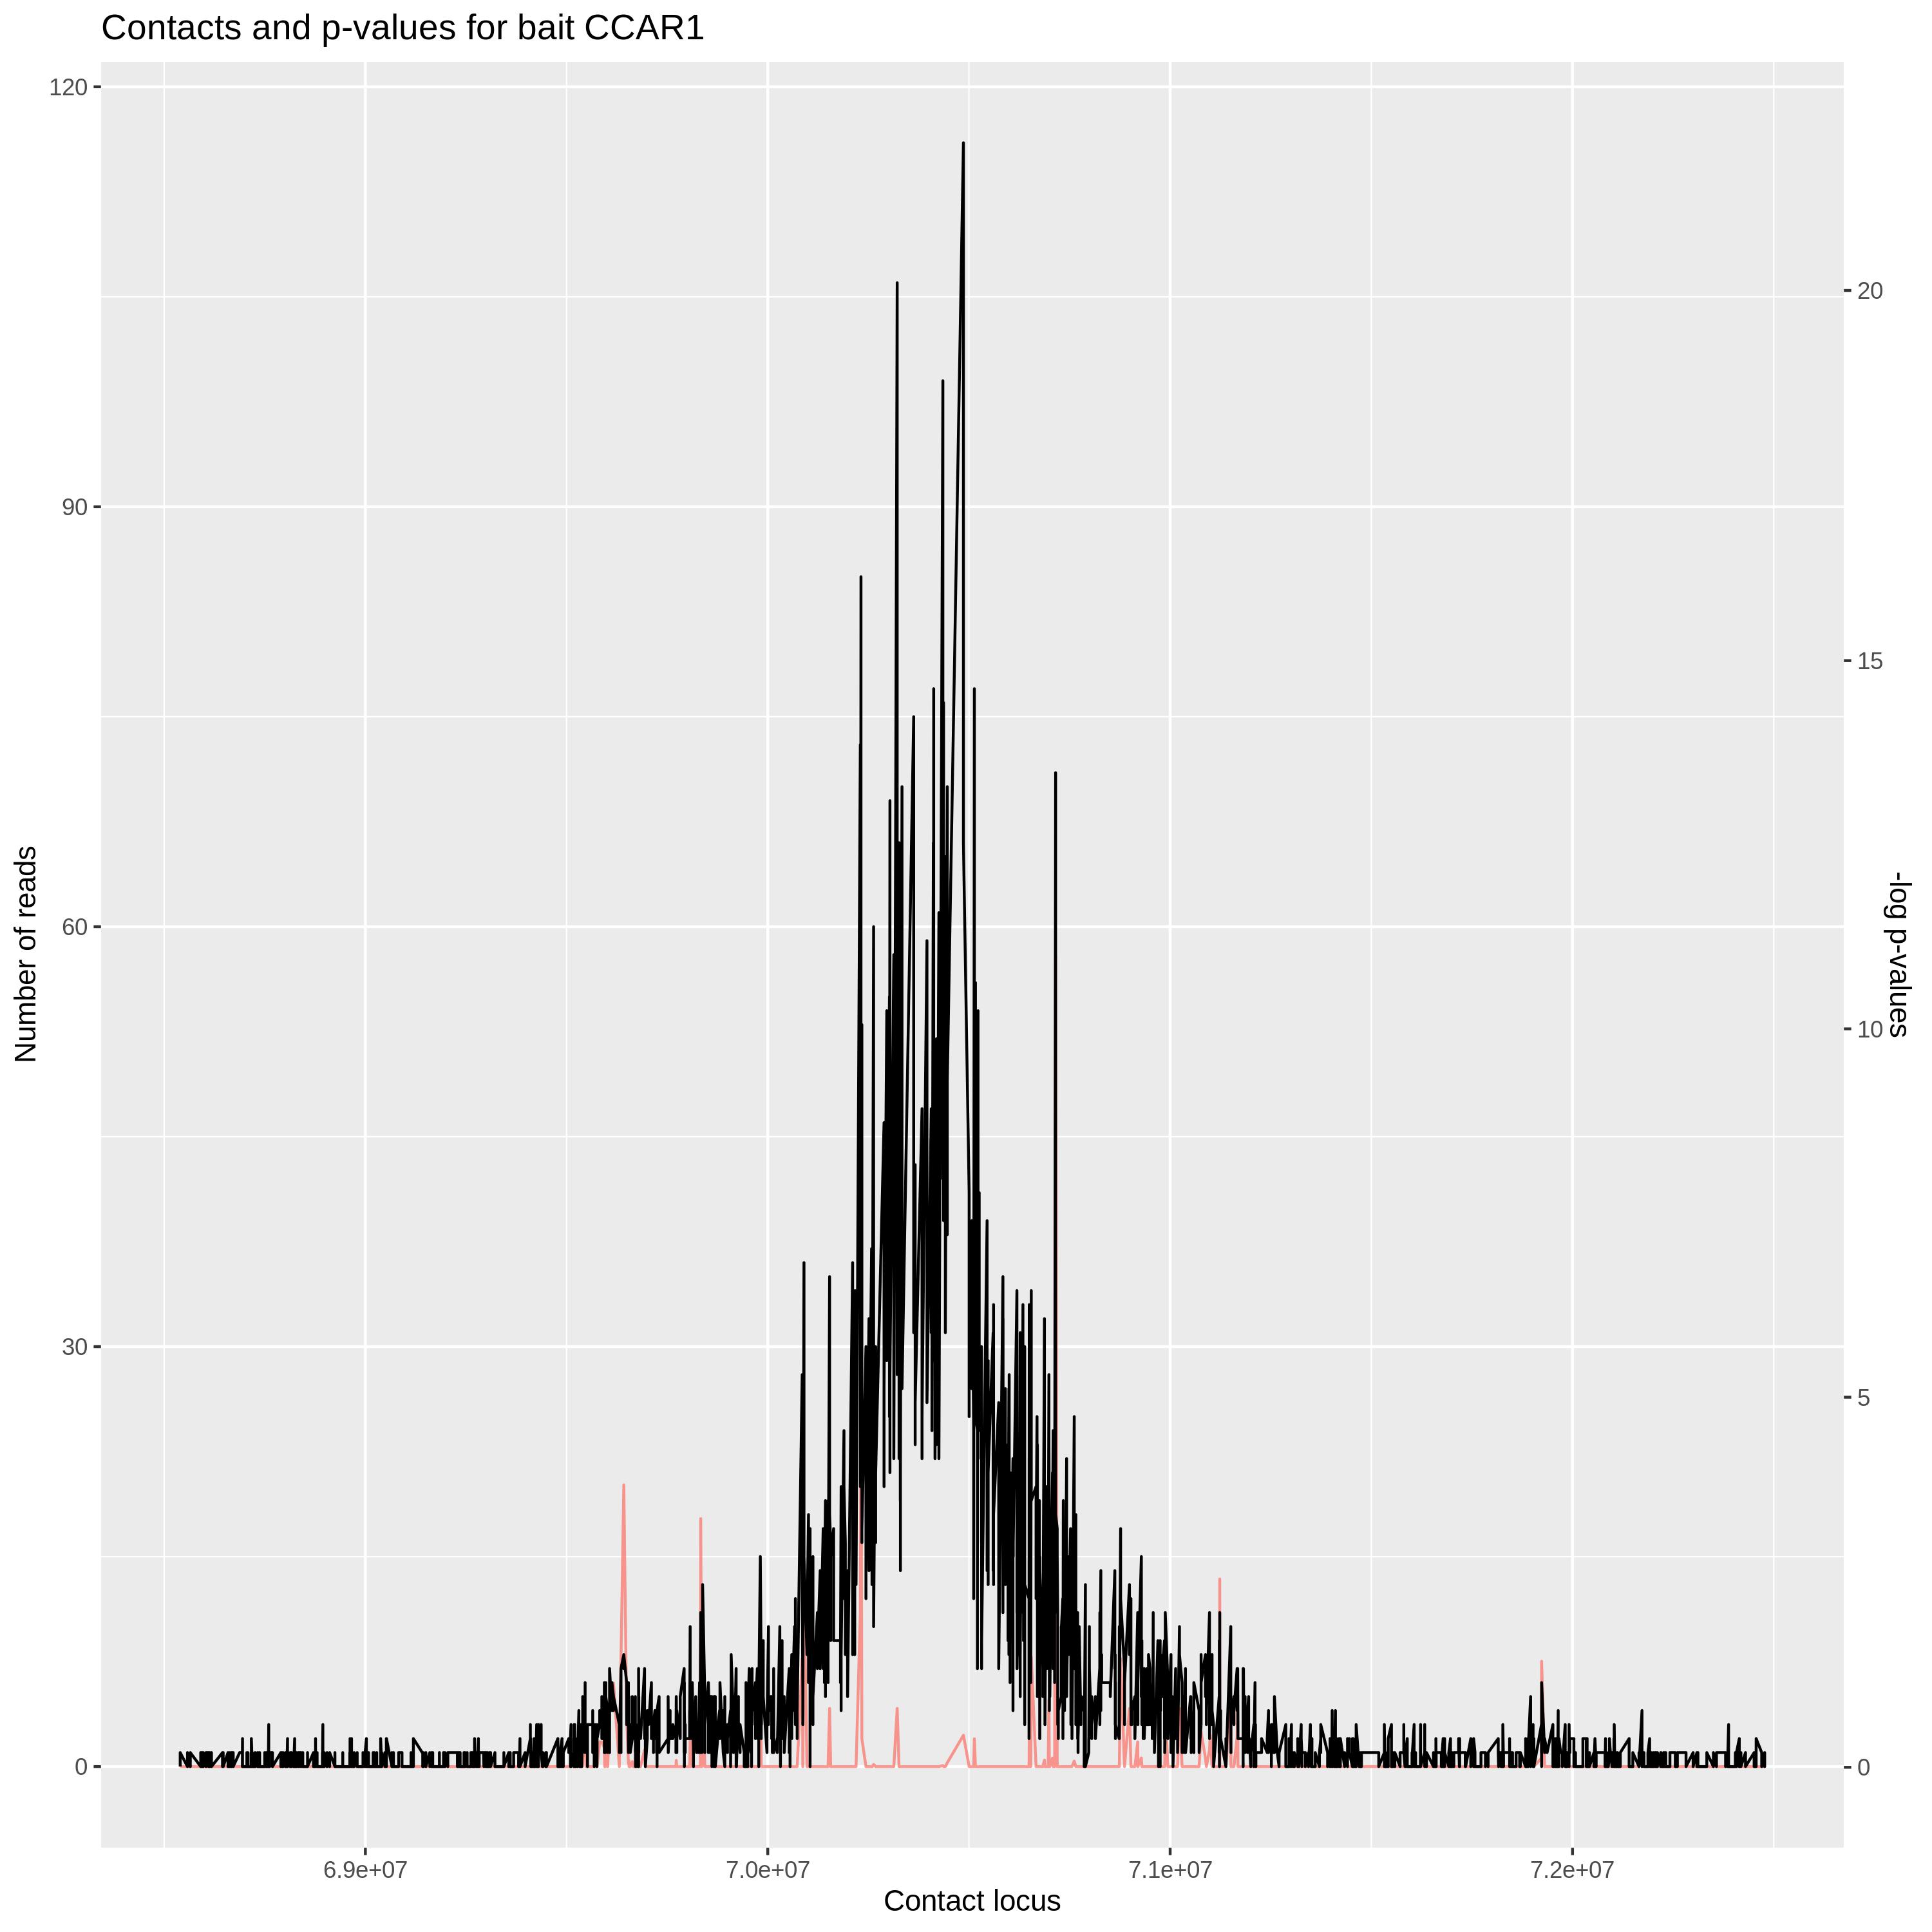 Contacts and p-values for bait CCAR1
120
90
60
30
0
Number of reads
20
15
10
5
0
-log p-values
6.9e+07
7.0e+07
7.1e+07
7.2e+07
Contact locus